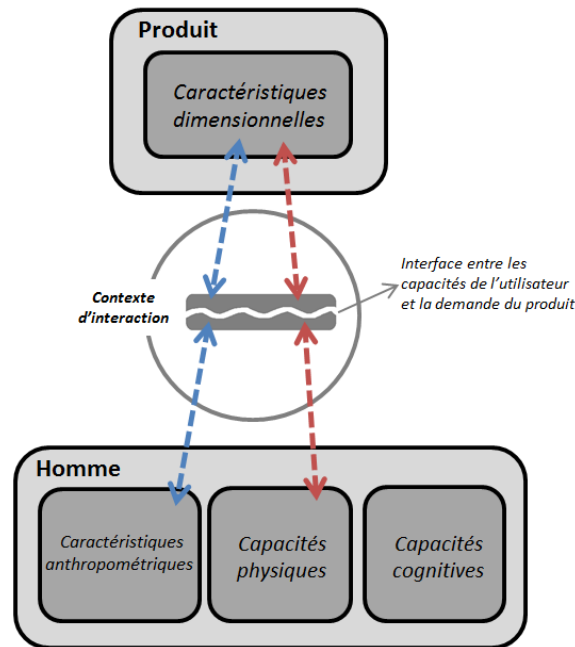 Produit
Caractéristiques
dimensionnelles
Interface entre les
capacités de l’utilisateur
et la demande du produit
Contexte
d’interaction
Homme
Caractéristiques
anthropométriques
Capacités
physiques
Capacités
cognitives